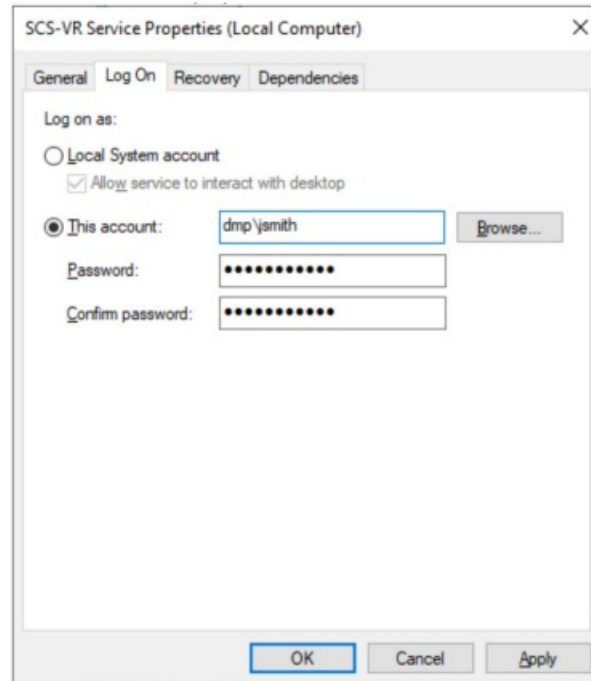 SCS-VR Service Properties (Local Computer)
General Log On Recovery Dependencies
Log on as:
Local System account
Allow service to interact with desktop
This account: dmp\jsmith Browse...
Password: •••••••••••
Confirm password: •••••••••••
OK Cancel Apply